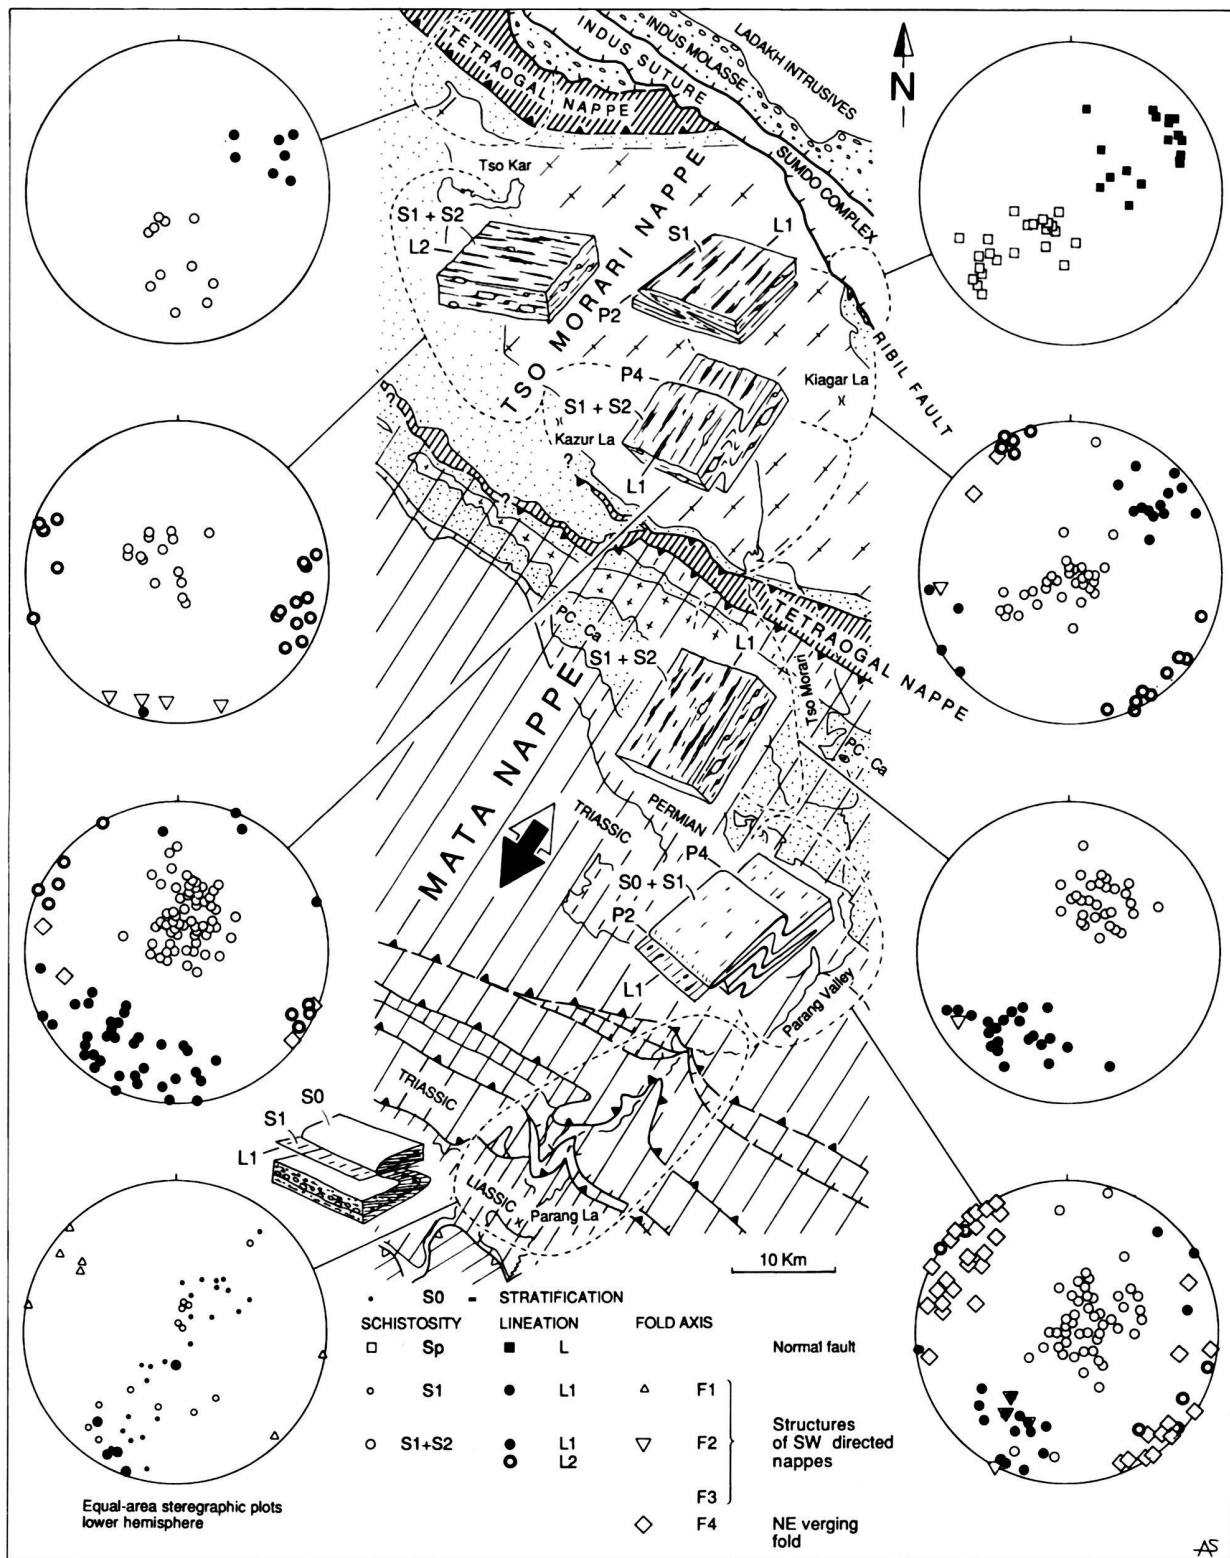 LADAKH INTRUSIVES
INDUS MOLASSE
INDUS SUTURE
TETRAOGAL NAPPE
N
SUMDO COMPLEX
Tso Kar
S1 + S2
L2
S1
L1
P2
TSO MORARI NAPPE
RIBIL FAULT
P4
Kiagar La
x
S1 + S2
Kazur La
?
L1
?
TETRAOGAL NAPPE
PC Ca
L1
S1 + S2
Tso Morari
PC Ca
MATA NAPPE
PERMIAN
TRIASSIC
P4
S0 + S1
P2
L1
Parang Valley
TRIASSIC
S0
S1
L1
LIASSIC
x
Parang La
10 Km
S0 - STRATIFICATION
SCHISTOSITY LINEATION FOLD AXIS
Sp L Normal fault
S1 L1 F1
S1+S2 L1 F2
L2
Structures
of SW directed
nappes
F3
F4 NE verging
fold
Equal-area steregraphic plots
lower hemisphere
AS